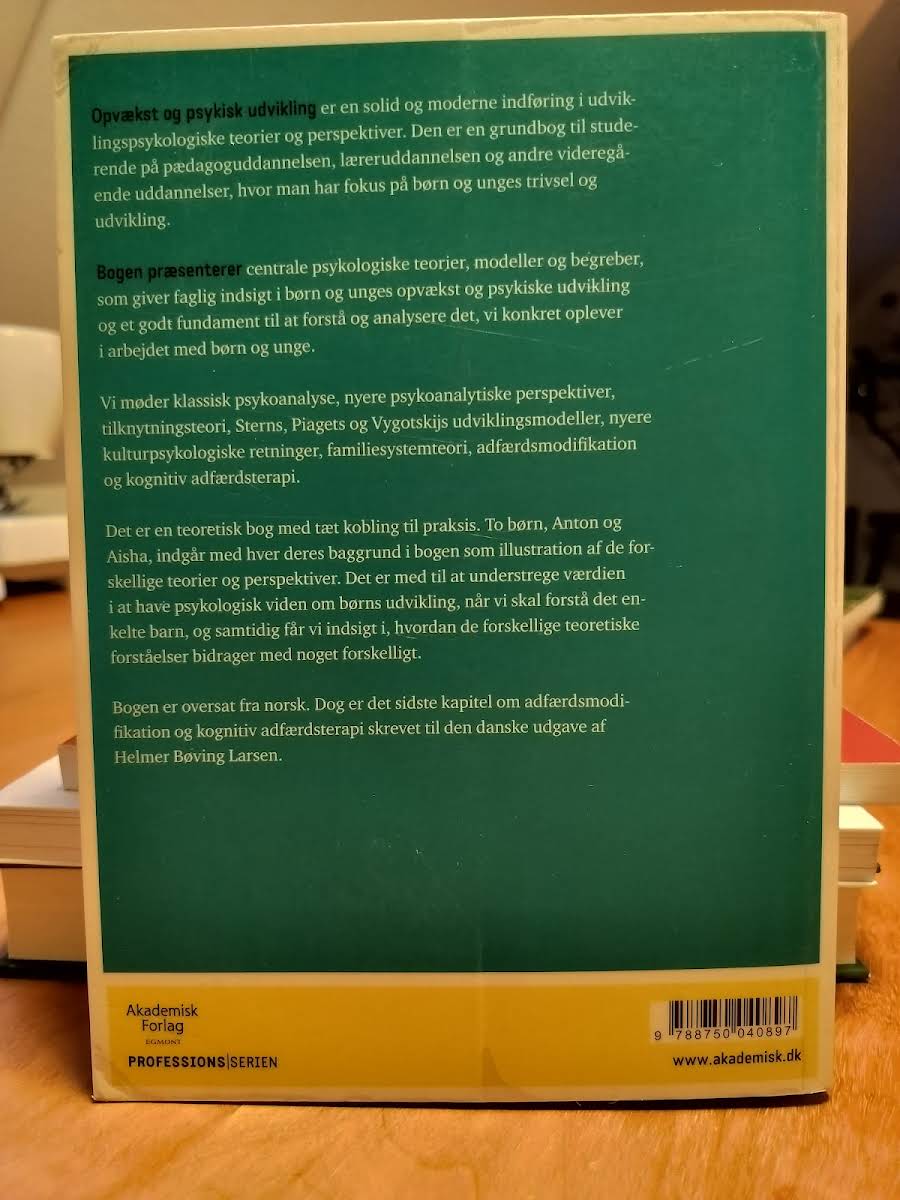 Opvækst og psykisk udvikling er en solid og moderne indføring i udvik-
lingspsykologiske teorier og perspektiver. Den er en grundbog til stude-
rende på pædagoguddannelsen, læreruddannelsen og andre videregå-
ende uddannelser, hvor man har fokus på børn og unges trivsel og
udvikling.
Bogen præsenterer centrale psykologiske teorier, modeller og begreber,
som giver faglig indsigt i børn og unges opvækst og psykiske udvikling
og et godt fundament til at forstå og analysere det, vi konkret oplever
i arbejdet med børn og unge.
Vi møder klassisk psykoanalyse, nyere psykoanalytiske perspektiver,
tilknytningsteori, Sterns, Piagets og Vygotskijs udviklingsmodeller, nyere
kulturpsykologiske retninger, familiesystemteori, adfærdsmodifikation
og kognitiv adfærdsterapi.
Det er en teoretisk bog med tæt kobling til praksis. To børn, Anton og
Aisha, indgår med hver deres baggrund i bogen som illustration af de for-
skellige teorier og perspektiver. Det er med til at understrege værdien
i at have psykologisk viden om børns udvikling, når vi skal forstå det en-
kelte barn, og samtidig får vi indsigt i, hvordan de forskellige teoretiske
forståelser bidrager med noget forskelligt.
Bogen er oversat fra norsk. Dog er det sidste kapitel om adfærdsmodi-
fikation og kognitiv adfærdsterapi skrevet til den danske udgave af
Helmer Bøving Larsen.
Akademisk
Forlag
EGMONT
PROFESSIONS|SERIEN
9 788750 040897
www.akademisk.dk